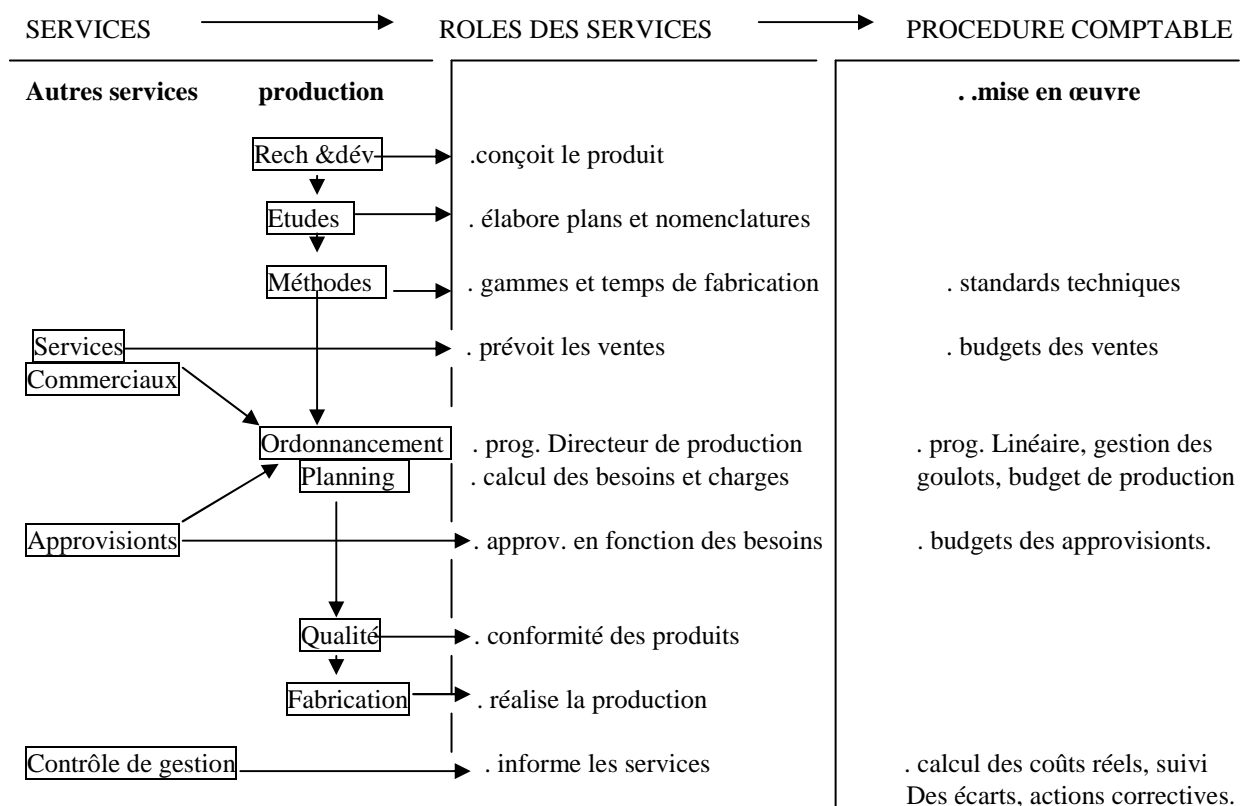 SERVICES ROLES DES SERVICES PROCEDURE COMPTABLE
Autres services production . .mise en œuvre
Rech &dév .conçoit le produit
Etudes . élabore plans et nomenclatures
Méthodes . gammes et temps de fabrication . standards techniques
Services . prévoit les ventes . budgets des ventes
Commerciaux
Ordonnancement . prog. Directeur de production . prog. Linéaire, gestion des
Planning . calcul des besoins et charges goulots, budget de production
Approvisionts . approv. en fonction des besoins . budgets des approvisionts.
Qualité . conformité des produits
Fabrication . réalise la production
Contrôle de gestion . informe les services . calcul des coûts réels, suivi
Des écarts, actions correctives.